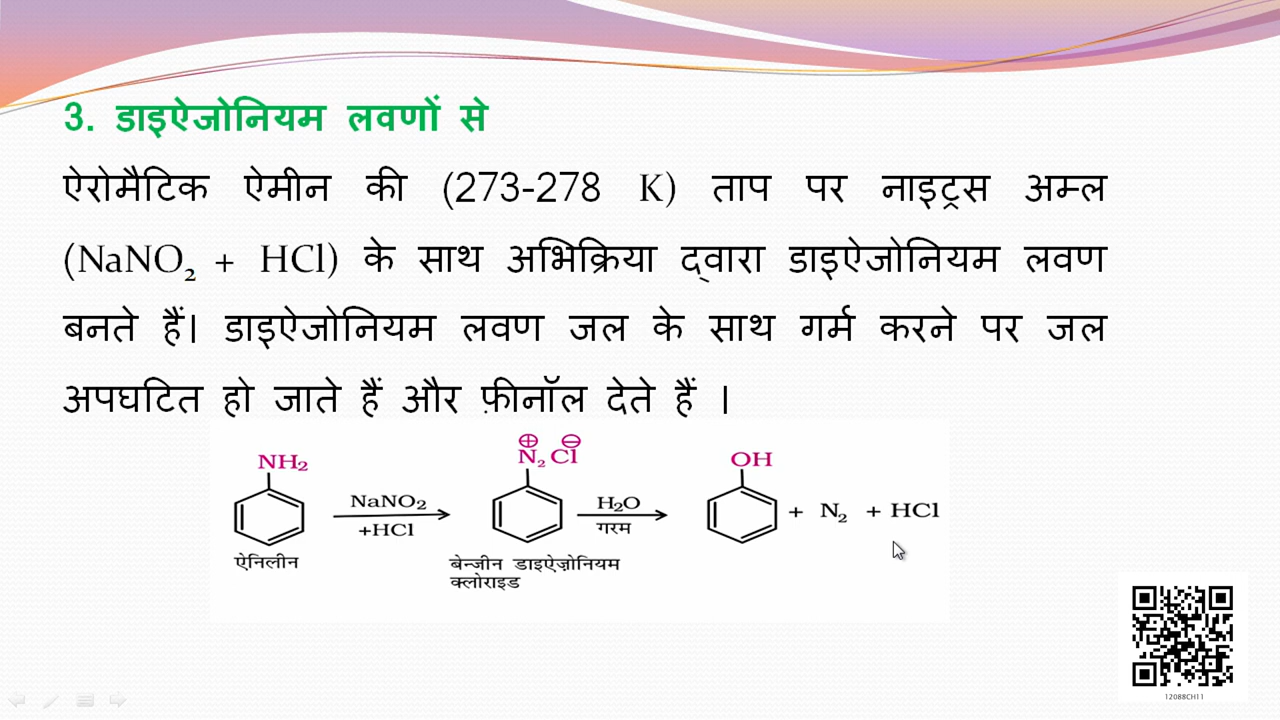 3. डाइऐजोनियम लवणों से
ऐरोमैटिक ऐमीन की (273-278 K) ताप पर नाइट्रस अम्ल
(NaNO₂ + HCl) के साथ अभिक्रिया द्वारा डाइऐजोनियम लवण
बनते हैं। डाइऐजोनियम लवण जल के साथ गर्म करने पर जल
अपघटित हो जाते हैं और फ़ीनॉल देते हैं ।
NH₂
NaNO₂
+HCl
ऐनिलीन
⊕ ⊖
N₂ Cl
बेन्जीन डाइऐज़ोनियम
क्लोराइड
H₂O
गरम
OH
+ N₂ + HCl
12088CH11